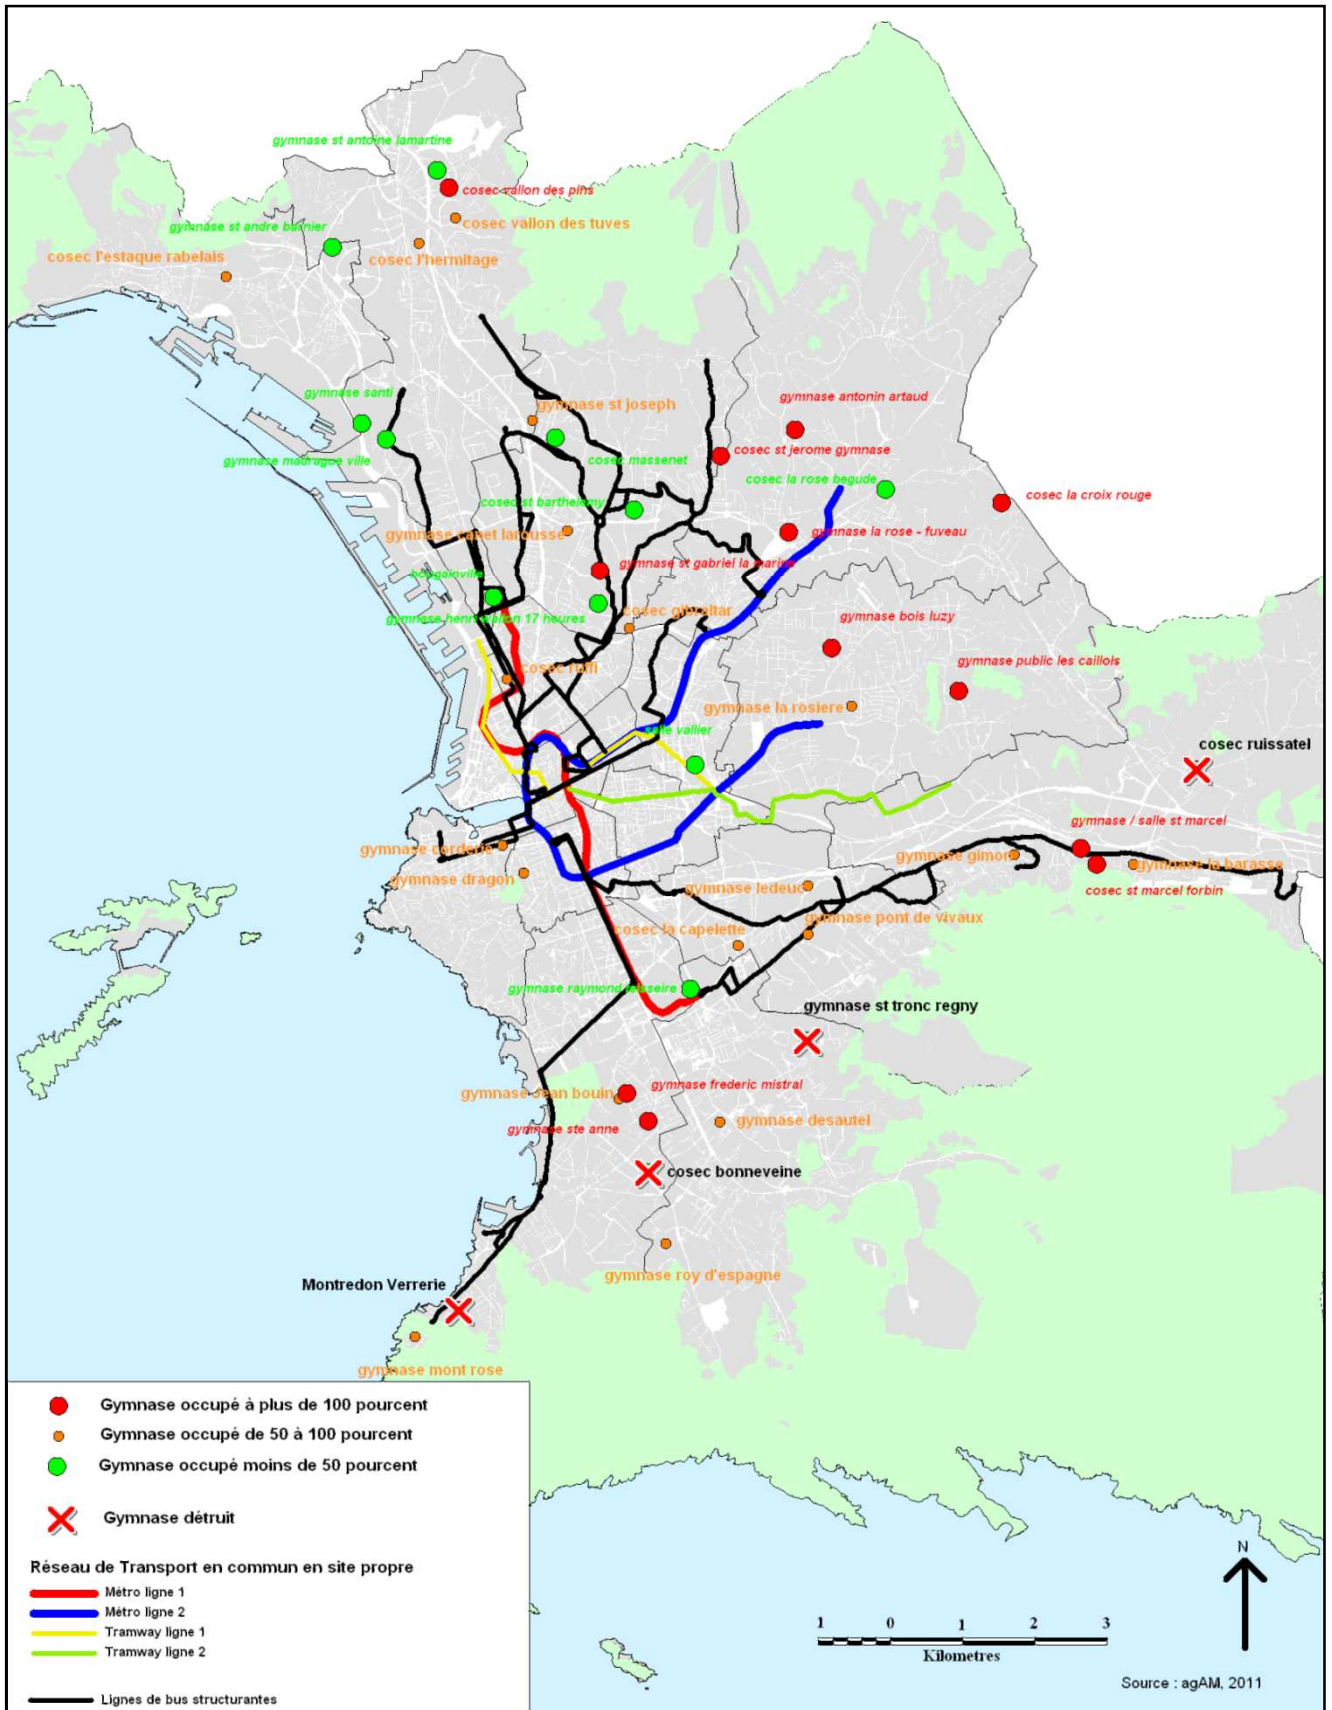 gymnase st antoine lamartine
cosec vallon des pins
cosec vallon des tuves
gymnase st andre barnier
cosec l'hermitage
cosec l'estaque rabelais
gymnase santi
gymnase antonin artaud
gymnase st joseph
cosec st jerome gymnase
gymnase madrague ville
cosec massenet
cosec la rose begude
cosec la croix rouge
cosec st barthelemy
gymnase canet larousse
gymnase la rose - fuveau
gymnase st gabriel la marine
bougainville
cosec gibraltar
gymnase henri wallon 17 heures
gymnase bois luzy
gymnase public les caillols
cosec ruffi
gymnase la rosiere
salle vallier
cosec ruissatel
gymnase / salle st marcel
gymnase corderie
gymnase gimon
gymnase la barasse
gymnase dragon
gymnase ledeuc
cosec st marcel forbin
gymnase pont de vivaux
cosec la capelette
gymnase raymond
gymnase st tronc regny
gymnase frederic mistral
gymnase Jean bouin
gymnase desautel
gymnase ste anne
cosec bonneveine
gymnase roy d'espagne
Montredon Verrerie
gymnase mont rose
Gymnase occupé à plus de 100 pourcent
Gymnase occupé de 50 à 100 pourcent
Gymnase occupé moins de 50 pourcent
Gymnase détruit
Réseau de Transport en commun en site propre
Métro ligne 1
Métro ligne 2
Tramway ligne 1
Tramway ligne 2
Lignes de bus structurantes
N
1 0 1 2 3
Kilometres
Source : agAM, 2011